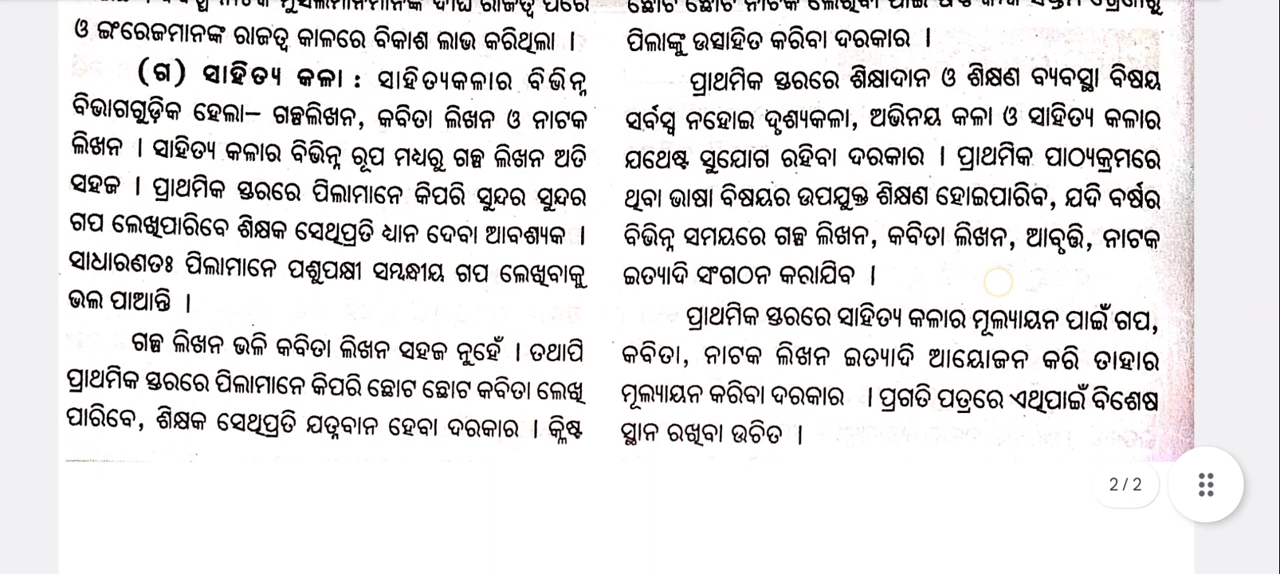 ଓ ଇଂରେଜମାନଙ୍କ ରାଜତ୍ଵ କାଳରେ ବିକାଶ ଲାଭ କରିଥିଲା ।
(ଗ) ସାହିତ୍ୟ କଳା : ସାହିତ୍ୟକଳାର ବିଭିନ୍ନ
ବିଭାଗଗୁଡ଼ିକ ହେଲା– ଗଳ୍ପଲିଖନ, କବିତା ଲିଖନ ଓ ନାଟକ
ଲିଖନ । ସାହିତ୍ୟ କଳାର ବିଭିନ୍ନ ରୂପ ମଧ୍ୟରୁ ଗଳ୍ପ ଲିଖନ ଅତି
ସହଜ । ପ୍ରାଥମିକ ସ୍ତରରେ ପିଲାମାନେ କିପରି ସୁନ୍ଦର ସୁନ୍ଦର
ଗପ ଲେଖିପାରିବେ ଶିକ୍ଷକ ସେଥିପ୍ରତି ଧ୍ୟାନ ଦେବା ଆବଶ୍ୟକ ।
ସାଧାରଣତଃ ପିଲାମାନେ ପଶୁପକ୍ଷୀ ସମ୍ବନ୍ଧୀୟ ଗପ ଲେଖିବାକୁ
ଭଲ ପାଆନ୍ତି ।
ଗଳ୍ପ ଲିଖନ ଭଳି କବିତା ଲିଖନ ସହଜ ନୁହେଁ । ତଥାପି
ପ୍ରାଥମିକ ସ୍ତରରେ ପିଲାମାନେ କିପରି ଛୋଟ ଛୋଟ କବିତା ଲେଖି
ପାରିବେ, ଶିକ୍ଷକ ସେଥିପ୍ରତି ଯତ୍ନବାନ ହେବା ଦରକାର । କ୍ଲିଷ୍ଟ
ପିଲାଙ୍କୁ ଉତ୍ସାହିତ କରିବା ଦରକାର ।
ପ୍ରାଥମିକ ସ୍ତରରେ ଶିକ୍ଷାଦାନ ଓ ଶିକ୍ଷଣ ବ୍ୟବସ୍ଥା ବିଷୟ
ସର୍ବସ୍ୱ ନହୋଇ ଦୃଶ୍ୟକଳା, ଅଭିନୟ କଳା ଓ ସାହିତ୍ୟ କଳାର
ଯଥେଷ୍ଟ ସୁଯୋଗ ରହିବା ଦରକାର । ପ୍ରାଥମିକ ପାଠ୍ୟକ୍ରମରେ
ଥିବା ଭାଷା ବିଷୟର ଉପଯୁକ୍ତ ଶିକ୍ଷଣ ହୋଇପାରିବ, ଯଦି ବର୍ଷର
ବିଭିନ୍ନ ସମୟରେ ଗଳ୍ପ ଲିଖନ, କବିତା ଲିଖନ, ଆବୃତ୍ତି, ନାଟକ
ଇତ୍ୟାଦି ସଂଗଠନ କରାଯିବ ।
ପ୍ରାଥମିକ ସ୍ତରରେ ସାହିତ୍ୟ କଳାର ମୂଲ୍ୟାୟନ ପାଇଁ ଗପ,
କବିତା, ନାଟକ ଲିଖନ ଇତ୍ୟାଦି ଆୟୋଜନ କରି ତାହାର
ମୂଲ୍ୟାୟନ କରିବା ଦରକାର । ପ୍ରଗତି ପତ୍ରରେ ଏଥିପାଇଁ ବିଶେଷ
ସ୍ଥାନ ରଖିବା ଉଚିତ ।
2 / 2